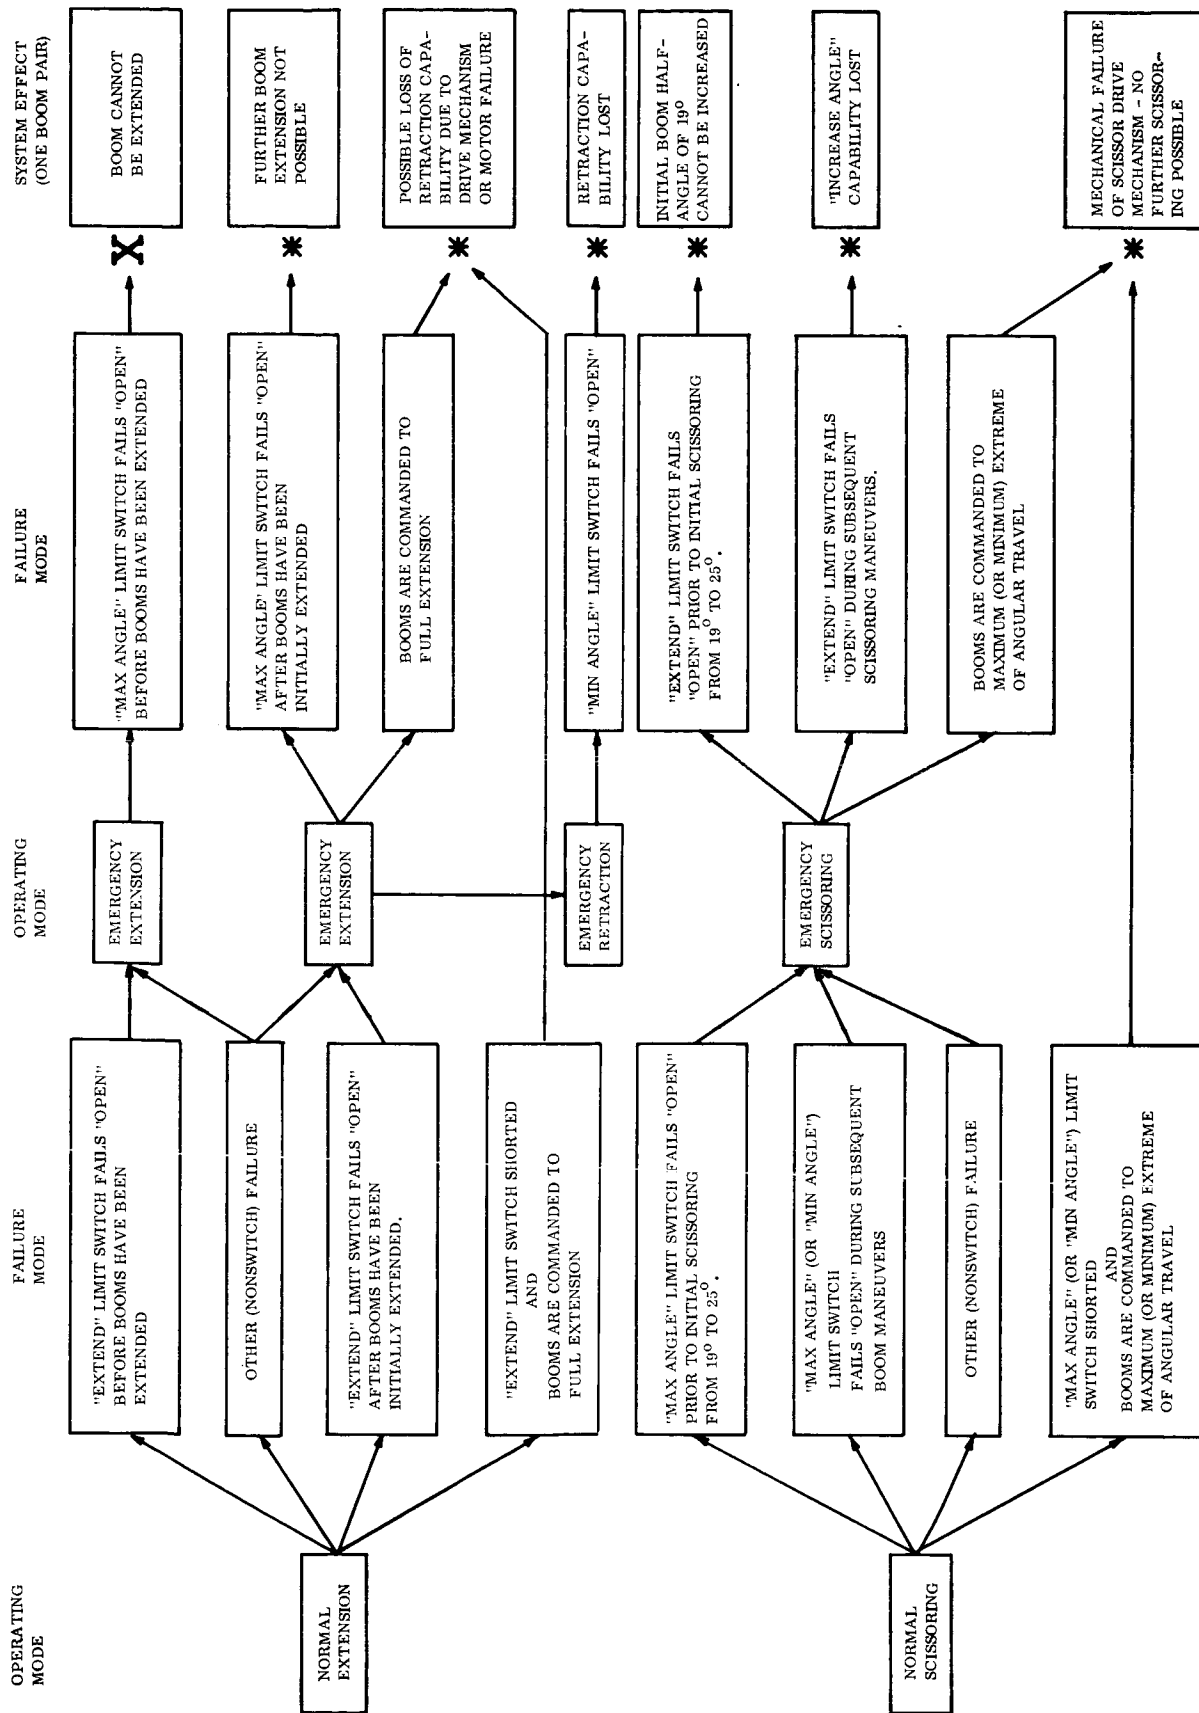 OPERATING
MODE
FAILURE
MODE
OPERATING
MODE
FAILURE
MODE
SYSTEM EFFECT
(ONE BOOM PAIR)
NORMAL
EXTENSION
"EXTEND" LIMIT SWITCH FAILS "OPEN"
BEFORE BOOMS HAVE BEEN
EXTENDED
OTHER (NONSWITCH) FAILURE
"EXTEND" LIMIT SWITCH FAILS "OPEN"
AFTER BOOMS HAVE BEEN
INITIALLY EXTENDED.
"EXTEND" LIMIT SWITCH SHORTED
AND
BOOMS ARE COMMANDED TO
FULL EXTENSION
EMERGENCY
EXTENSION
EMERGENCY
EXTENSION
EMERGENCY
RETRACTION
"MAX ANGLE" LIMIT SWITCH FAILS "OPEN"
BEFORE BOOMS HAVE BEEN EXTENDED
"MAX ANGLE" LIMIT SWITCH FAILS "OPEN"
AFTER BOOMS HAVE BEEN
INITIALLY EXTENDED
BOOMS ARE COMMANDED TO
FULL EXTENSION
"MIN ANGLE" LIMIT SWITCH FAILS "OPEN"
BOOM CANNOT
BE EXTENDED
FURTHER BOOM
EXTENSION NOT
POSSIBLE
POSSIBLE LOSS OF
RETRACTION CAPA-
BILITY DUE TO
DRIVE MECHANISM
OR MOTOR FAILURE
RETRACTION CAPA-
BILITY LOST
NORMAL
SCISSORING
"MAX ANGLE" LIMIT SWITCH FAILS "OPEN"
PRIOR TO INITIAL SCISSORING
FROM 19° TO 25°.
"MAX ANGLE" (OR "MIN ANGLE")
LIMIT SWITCH
FAILS "OPEN" DURING SUBSEQUENT
BOOM MANEUVERS
OTHER (NONSWITCH) FAILURE
"MAX ANGLE" (OR "MIN ANGLE") LIMIT
SWITCH SHORTED
AND
BOOMS ARE COMMANDED TO
MAXIMUM (OR MINIMUM) EXTREME
OF ANGULAR TRAVEL
EMERGENCY
SCISSORING
"EXTEND" LIMIT SWITCH FAILS
"OPEN" PRIOR TO INITIAL SCISSORING
FROM 19° TO 25°.
"EXTEND" LIMIT SWITCH FAILS
"OPEN" DURING SUBSEQUENT
SCISSORING MANEUVERS.
BOOMS ARE COMMANDED TO
MAXIMUM (OR MINIMUM) EXTREME
OF ANGULAR TRAVEL
INITIAL BOOM HALF-
ANGLE OF 19°
CANNOT BE INCREASED
"INCREASE ANGLE"
CAPABILITY LOST
MECHANICAL FAILURE
OF SCISSOR DRIVE
MECHANISM - NO
FURTHER SCISSOR-
ING POSSIBLE